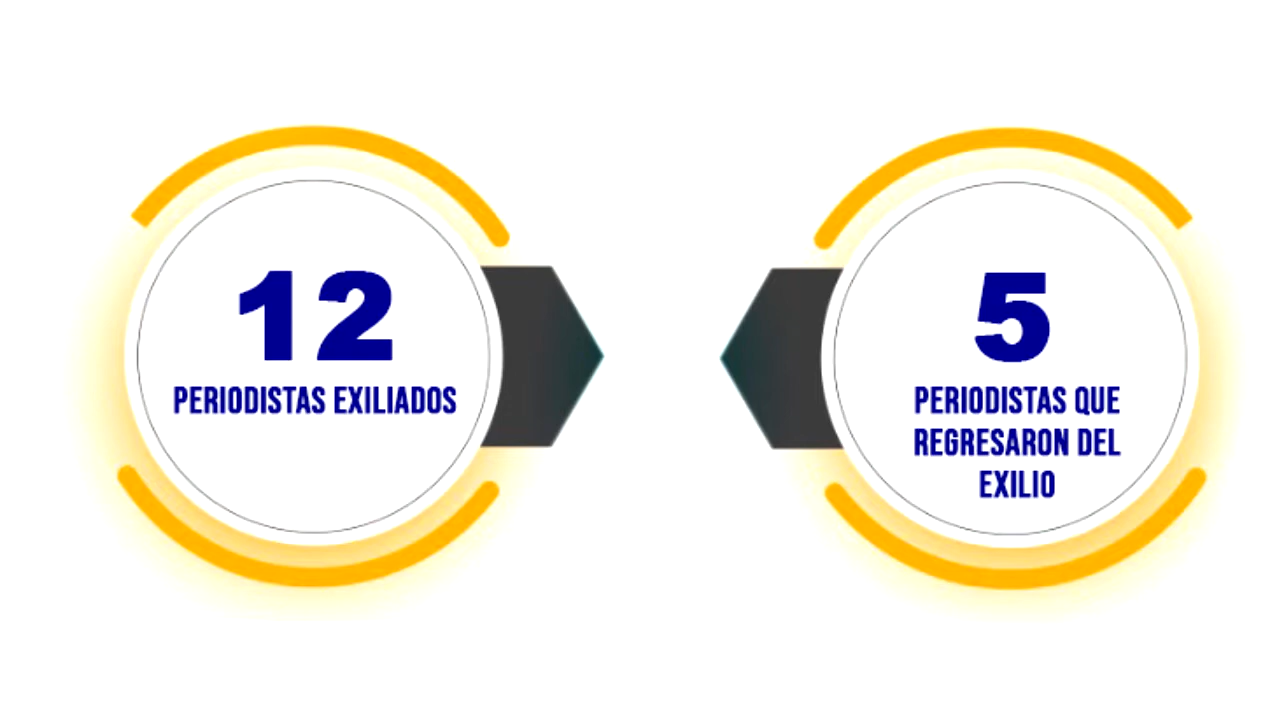 12
PERIODISTAS EXILIADOS
5
PERIODISTAS QUE
REGRESARON DEL
EXILIO